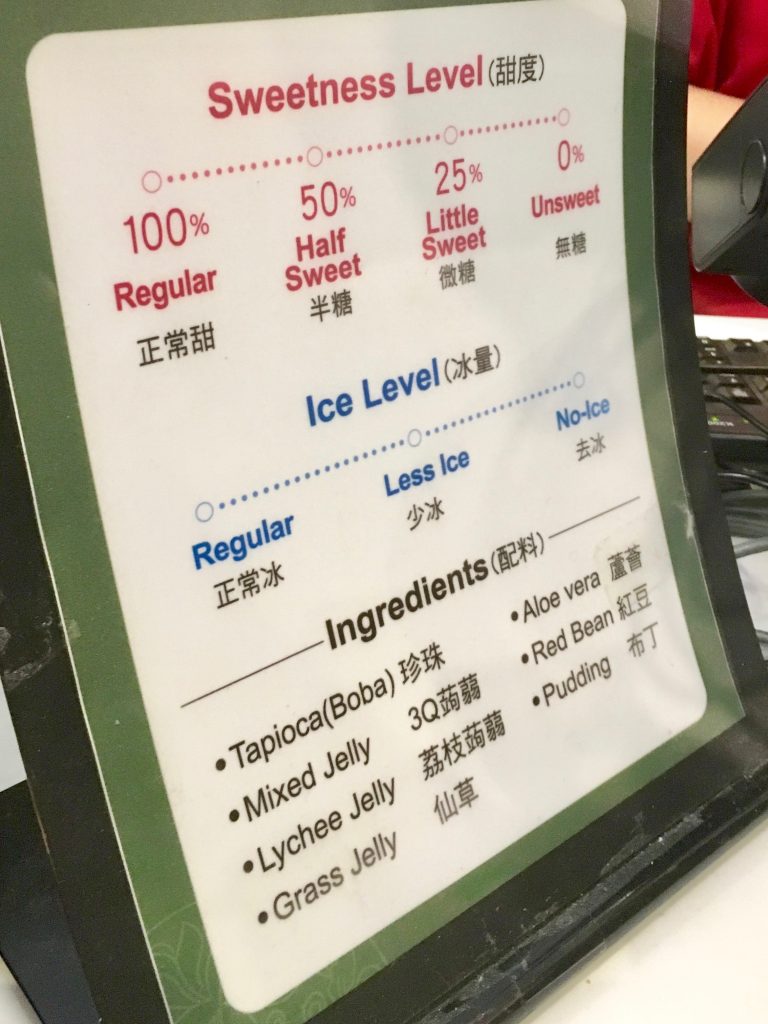 Sweetness Level(甜度)
100% 50% 25% 0%
Regular Half Sweet Little Sweet Unsweet
正常甜 半糖 微糖 無糖
Ice Level(冰量)
Regular Less Ice No-Ice
正常冰 少冰 去冰
Ingredients(配料)
•Tapioca(Boba) 珍珠
•Mixed Jelly 3Q蒟蒻
•Lychee Jelly 荔枝蒟蒻
•Grass Jelly 仙草
•Aloe vera 蘆薈
•Red Bean 紅豆
•Pudding 布丁